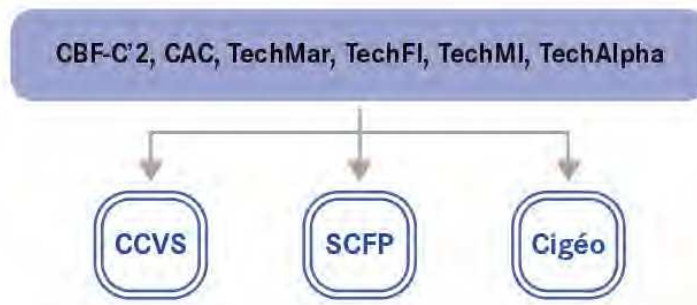 CBF-C'2, CAC, TechMar, TechFI, TechMI, TechAlpha
CCVS
SCFP
Cigéo